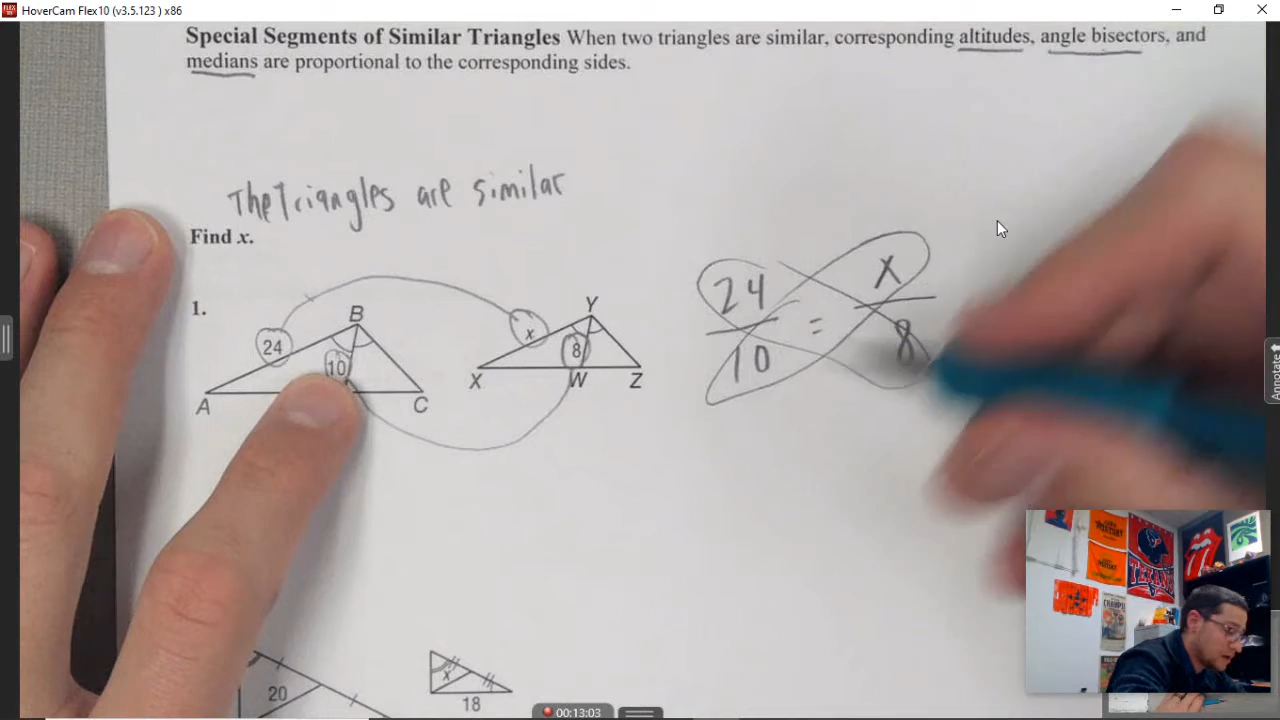 HoverCam Flex10 (v3.5.123) x86
Special Segments of Similar Triangles When two triangles are similar, corresponding altitudes, angle bisectors, and
medians are proportional to the corresponding sides.
The Triangles are similar
Find x.
1.
24
10
A
B
C
x
8
X
Y
W
Z
24
10
=
X
8
20
x
18
Annotate
TEXANS
00:13:03